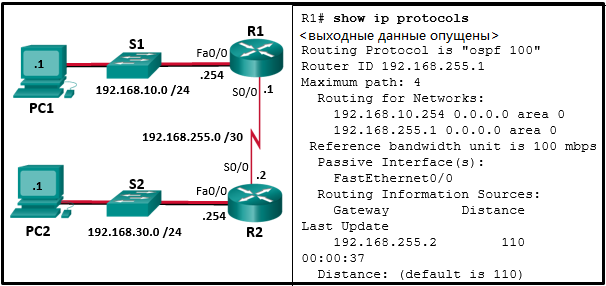 S1
R1
Fa0/0
.1
.254
192.168.10.0 /24
PC1
S0/0
.1
192.168.255.0 /30
S0/0
S2
.2
Fa0/0
.1
.254
PC2
192.168.30.0 /24
R2
R1# show ip protocols
<выходные данные опущены>
Routing Protocol is "ospf 100"
Router ID 192.168.255.1
Maximum path: 4
Routing for Networks:
192.168.10.254 0.0.0.0 area 0
192.168.255.1 0.0.0.0 area 0
Reference bandwidth unit is 100 mbps
Passive Interface(s):
FastEthernet0/0
Routing Information Sources:
Gateway Distance
Last Update
192.168.255.2 110
00:00:37
Distance: (default is 110)